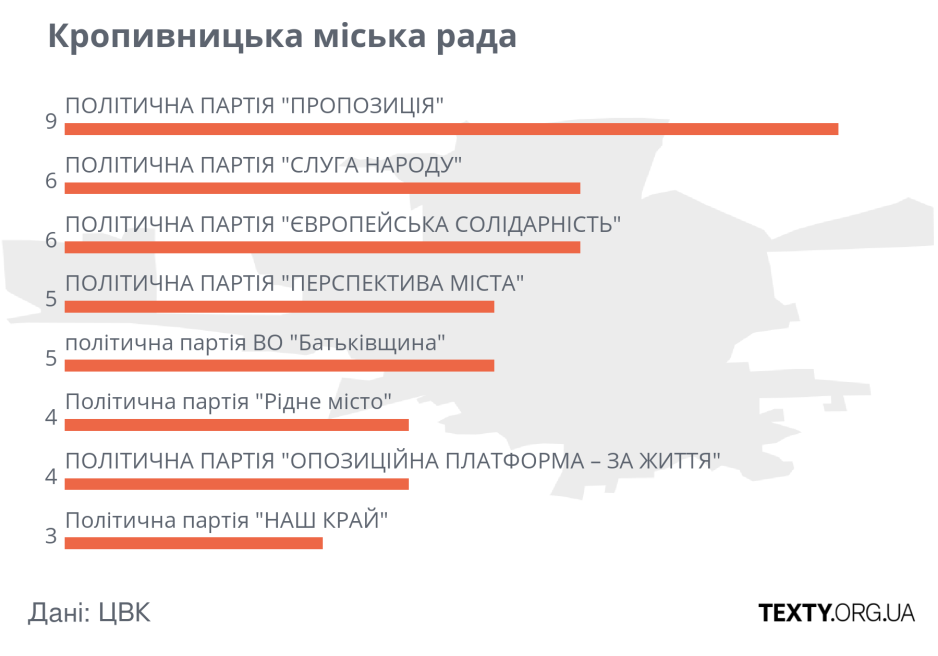 Кропивницька міська рада
ПОЛІТИЧНА ПАРТІЯ "ПРОПОЗИЦІЯ"
9
ПОЛІТИЧНА ПАРТІЯ "СЛУГА НАРОДУ"
6
ПОЛІТИЧНА ПАРТІЯ "ЄВРОПЕЙСЬКА СОЛІДАРНІСТЬ"
6
ПОЛІТИЧНА ПАРТІЯ "ПЕРСПЕКТИВА МІСТА"
5
політична партія ВО "Батьківщина"
5
Політична партія "Рідне місто"
4
ПОЛІТИЧНА ПАРТІЯ "ОПОЗИЦІЙНА ПЛАТФОРМА – ЗА ЖИТТЯ"
4
Політична партія "НАШ КРАЙ"
3
Дані: ЦВК
TEXTY.ORG.UA